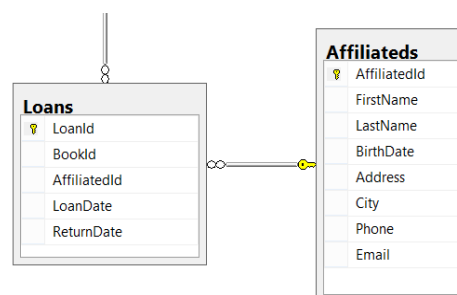 Loans
LoanId
BookId
AffiliatedId
LoanDate
ReturnDate
Affiliateds
AffiliatedId
FirstName
LastName
BirthDate
Address
City
Phone
Email